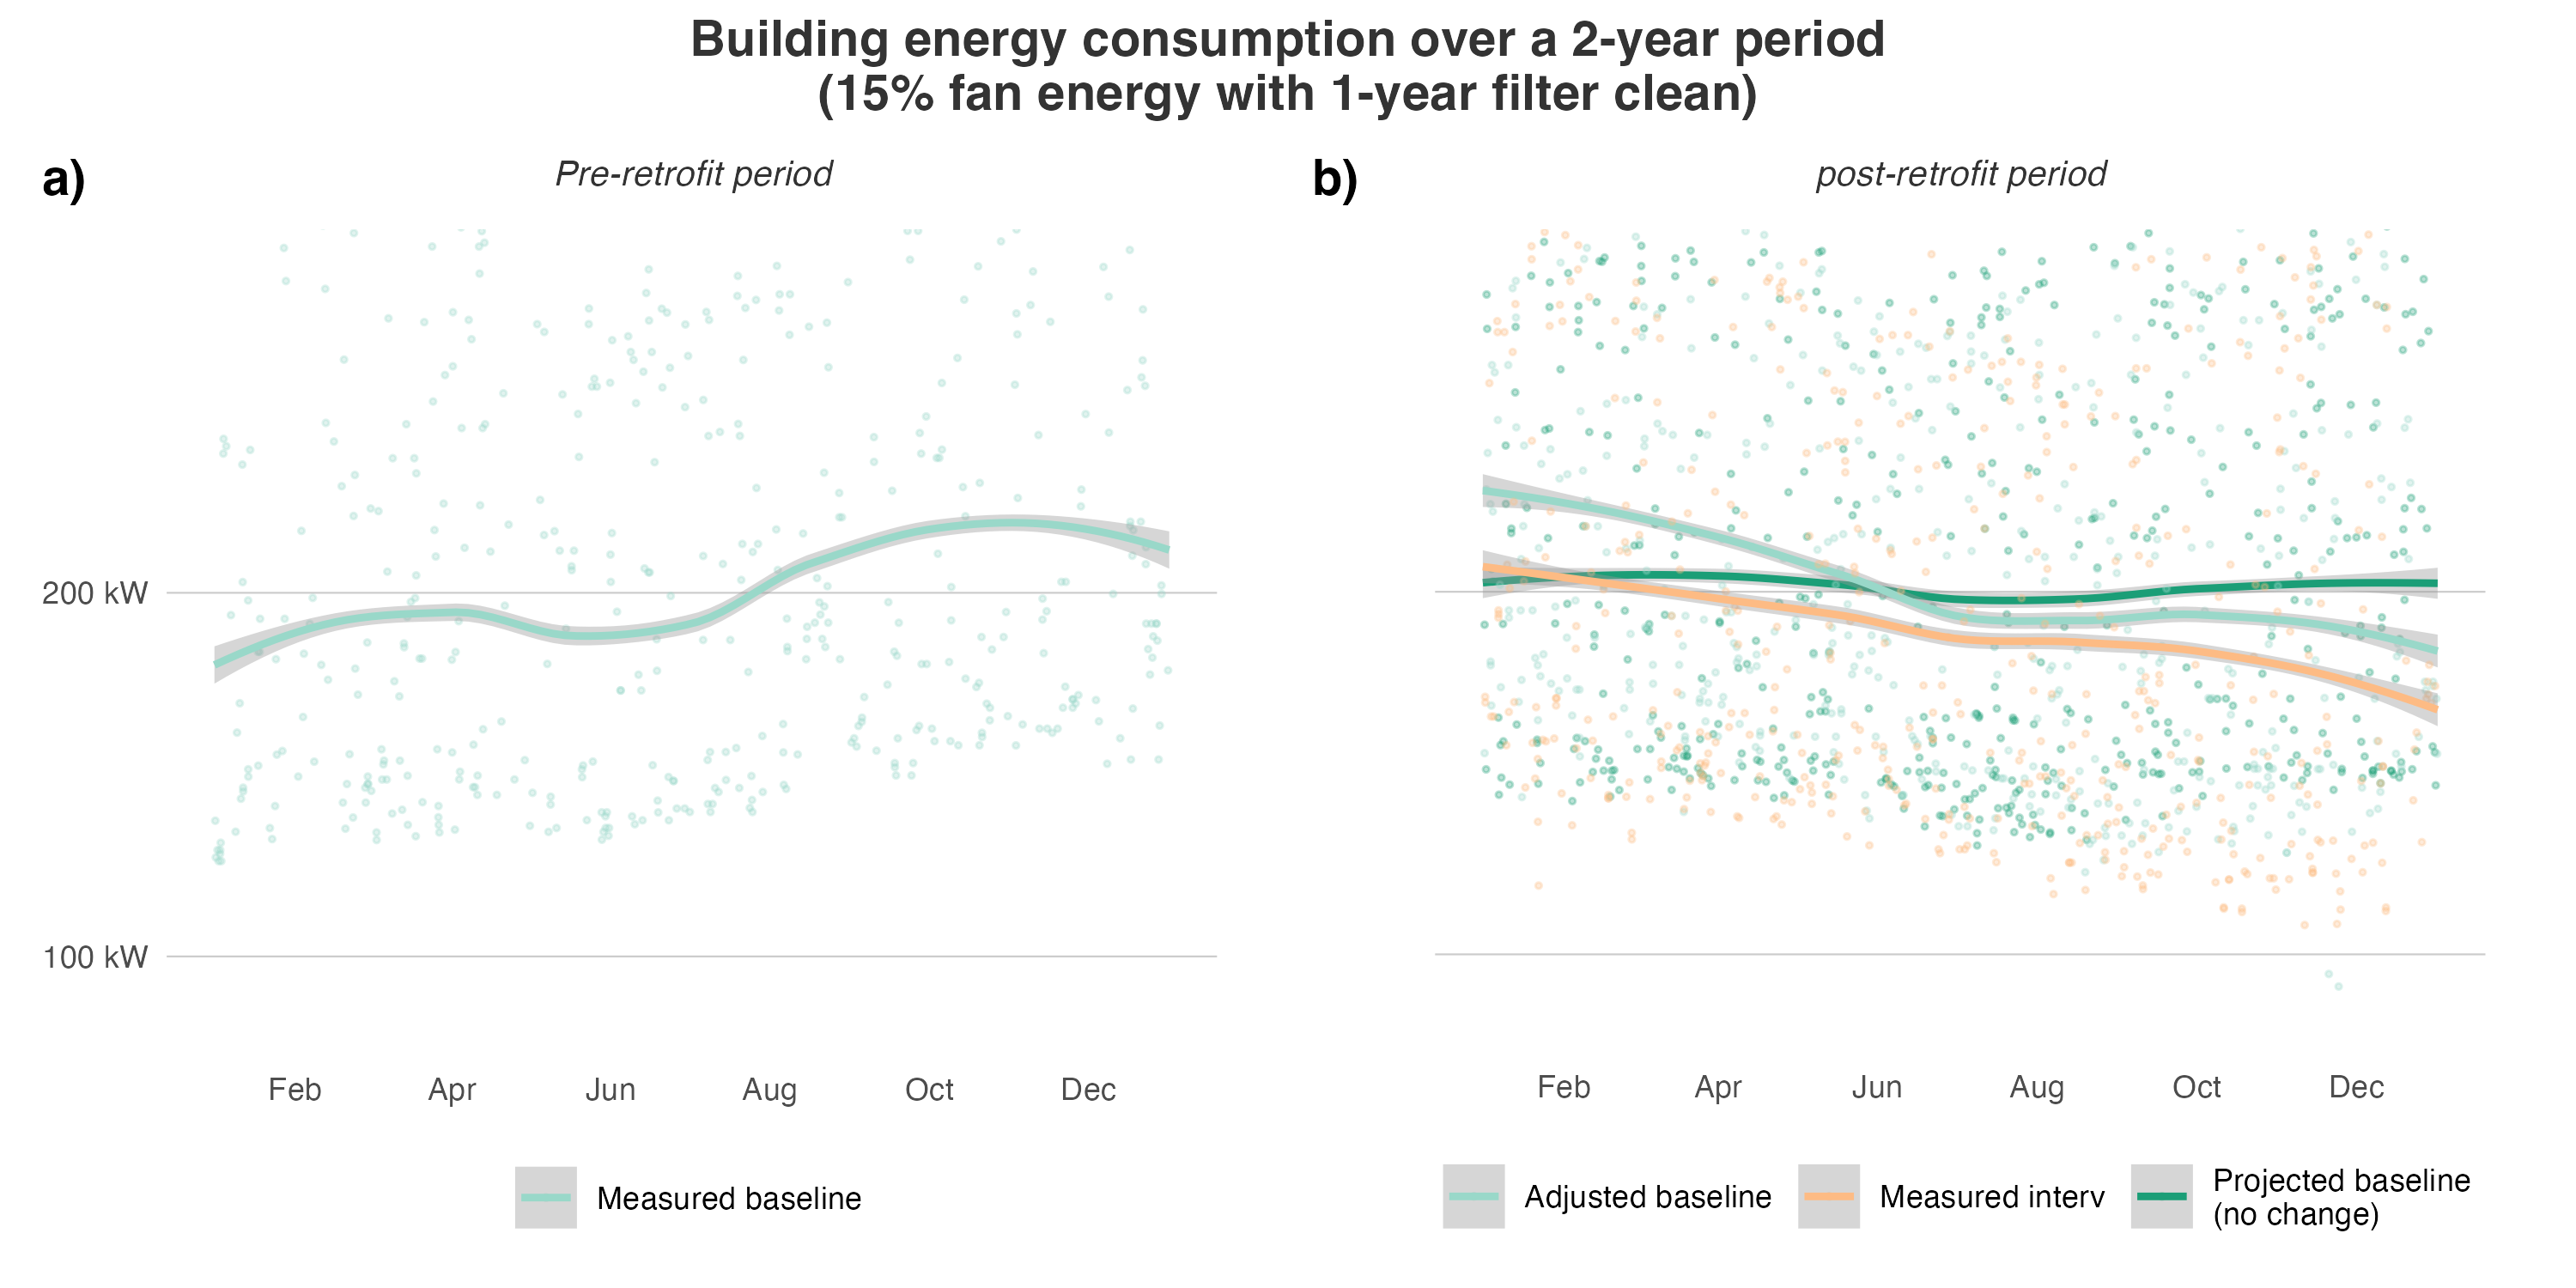 Building energy consumption over a 2-year period
(15% fan energy with 1-year filter clean)
a)
Pre-retrofit period
200 kW
100 kW
Feb Apr Jun Aug Oct Dec
Measured baseline
b)
post-retrofit period
Feb Apr Jun Aug Oct Dec
Adjusted baseline
Measured interv
Projected baseline
(no change)